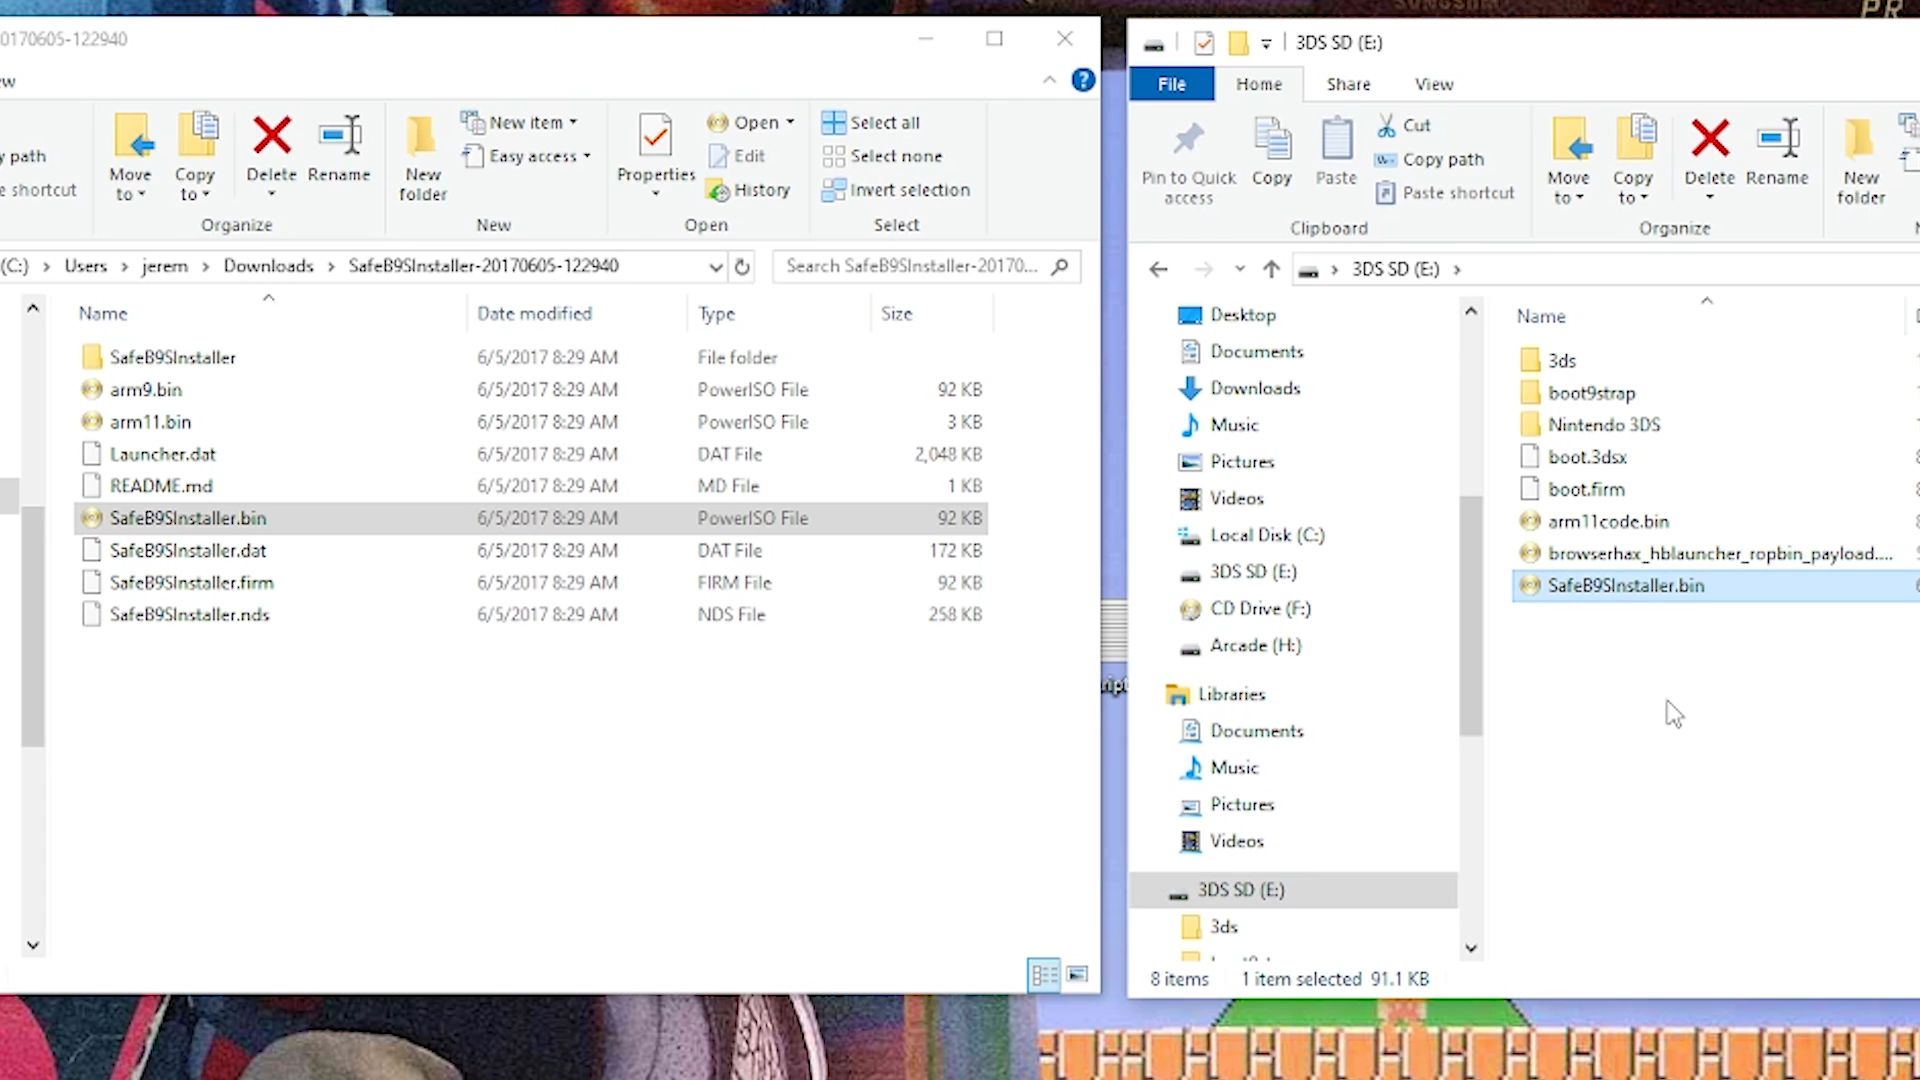 0170605-122940
Move to
Copy to
Delete
Rename
New folder
New item
Easy access
Properties
Open
Edit
History
Select all
Select none
Invert selection
path
shortcut
Organize
New
Open
Select
(C:) > Users > jerem > Downloads > SafeB9SInstaller-20170605-122940
Search SafeB9SInstaller-20170...
Name Date modified Type Size
SafeB9SInstaller 6/5/2017 8:29 AM File folder
arm9.bin 6/5/2017 8:29 AM PowerISO File 92 KB
arm11.bin 6/5/2017 8:29 AM PowerISO File 3 KB
Launcher.dat 6/5/2017 8:29 AM DAT File 2,048 KB
README.md 6/5/2017 8:29 AM MD File 1 KB
SafeB9SInstaller.bin 6/5/2017 8:29 AM PowerISO File 92 KB
SafeB9SInstaller.dat 6/5/2017 8:29 AM DAT File 172 KB
SafeB9SInstaller.firm 6/5/2017 8:29 AM FIRM File 92 KB
SafeB9SInstaller.nds 6/5/2017 8:29 AM NDS File 258 KB
3DS SD (E:)
File Home Share View
Pin to Quick access
Copy
Paste
Cut
Copy path
Paste shortcut
Move to
Copy to
Delete
Rename
New folder
Clipboard
Organize
> 3DS SD (E:) >
Desktop
Documents
Downloads
Music
Pictures
Videos
Local Disk (C:)
3DS SD (E:)
CD Drive (F:)
Arcade (H:)
Libraries
Documents
Music
Pictures
Videos
3DS SD (E:)
3ds
Name
3ds
boot9strap
Nintendo 3DS
boot.3dsx
boot.firm
arm11code.bin
browserhax_hblauncher_ropbin_payload....
SafeB9SInstaller.bin
8 items 1 item selected 91.1 KB
PR